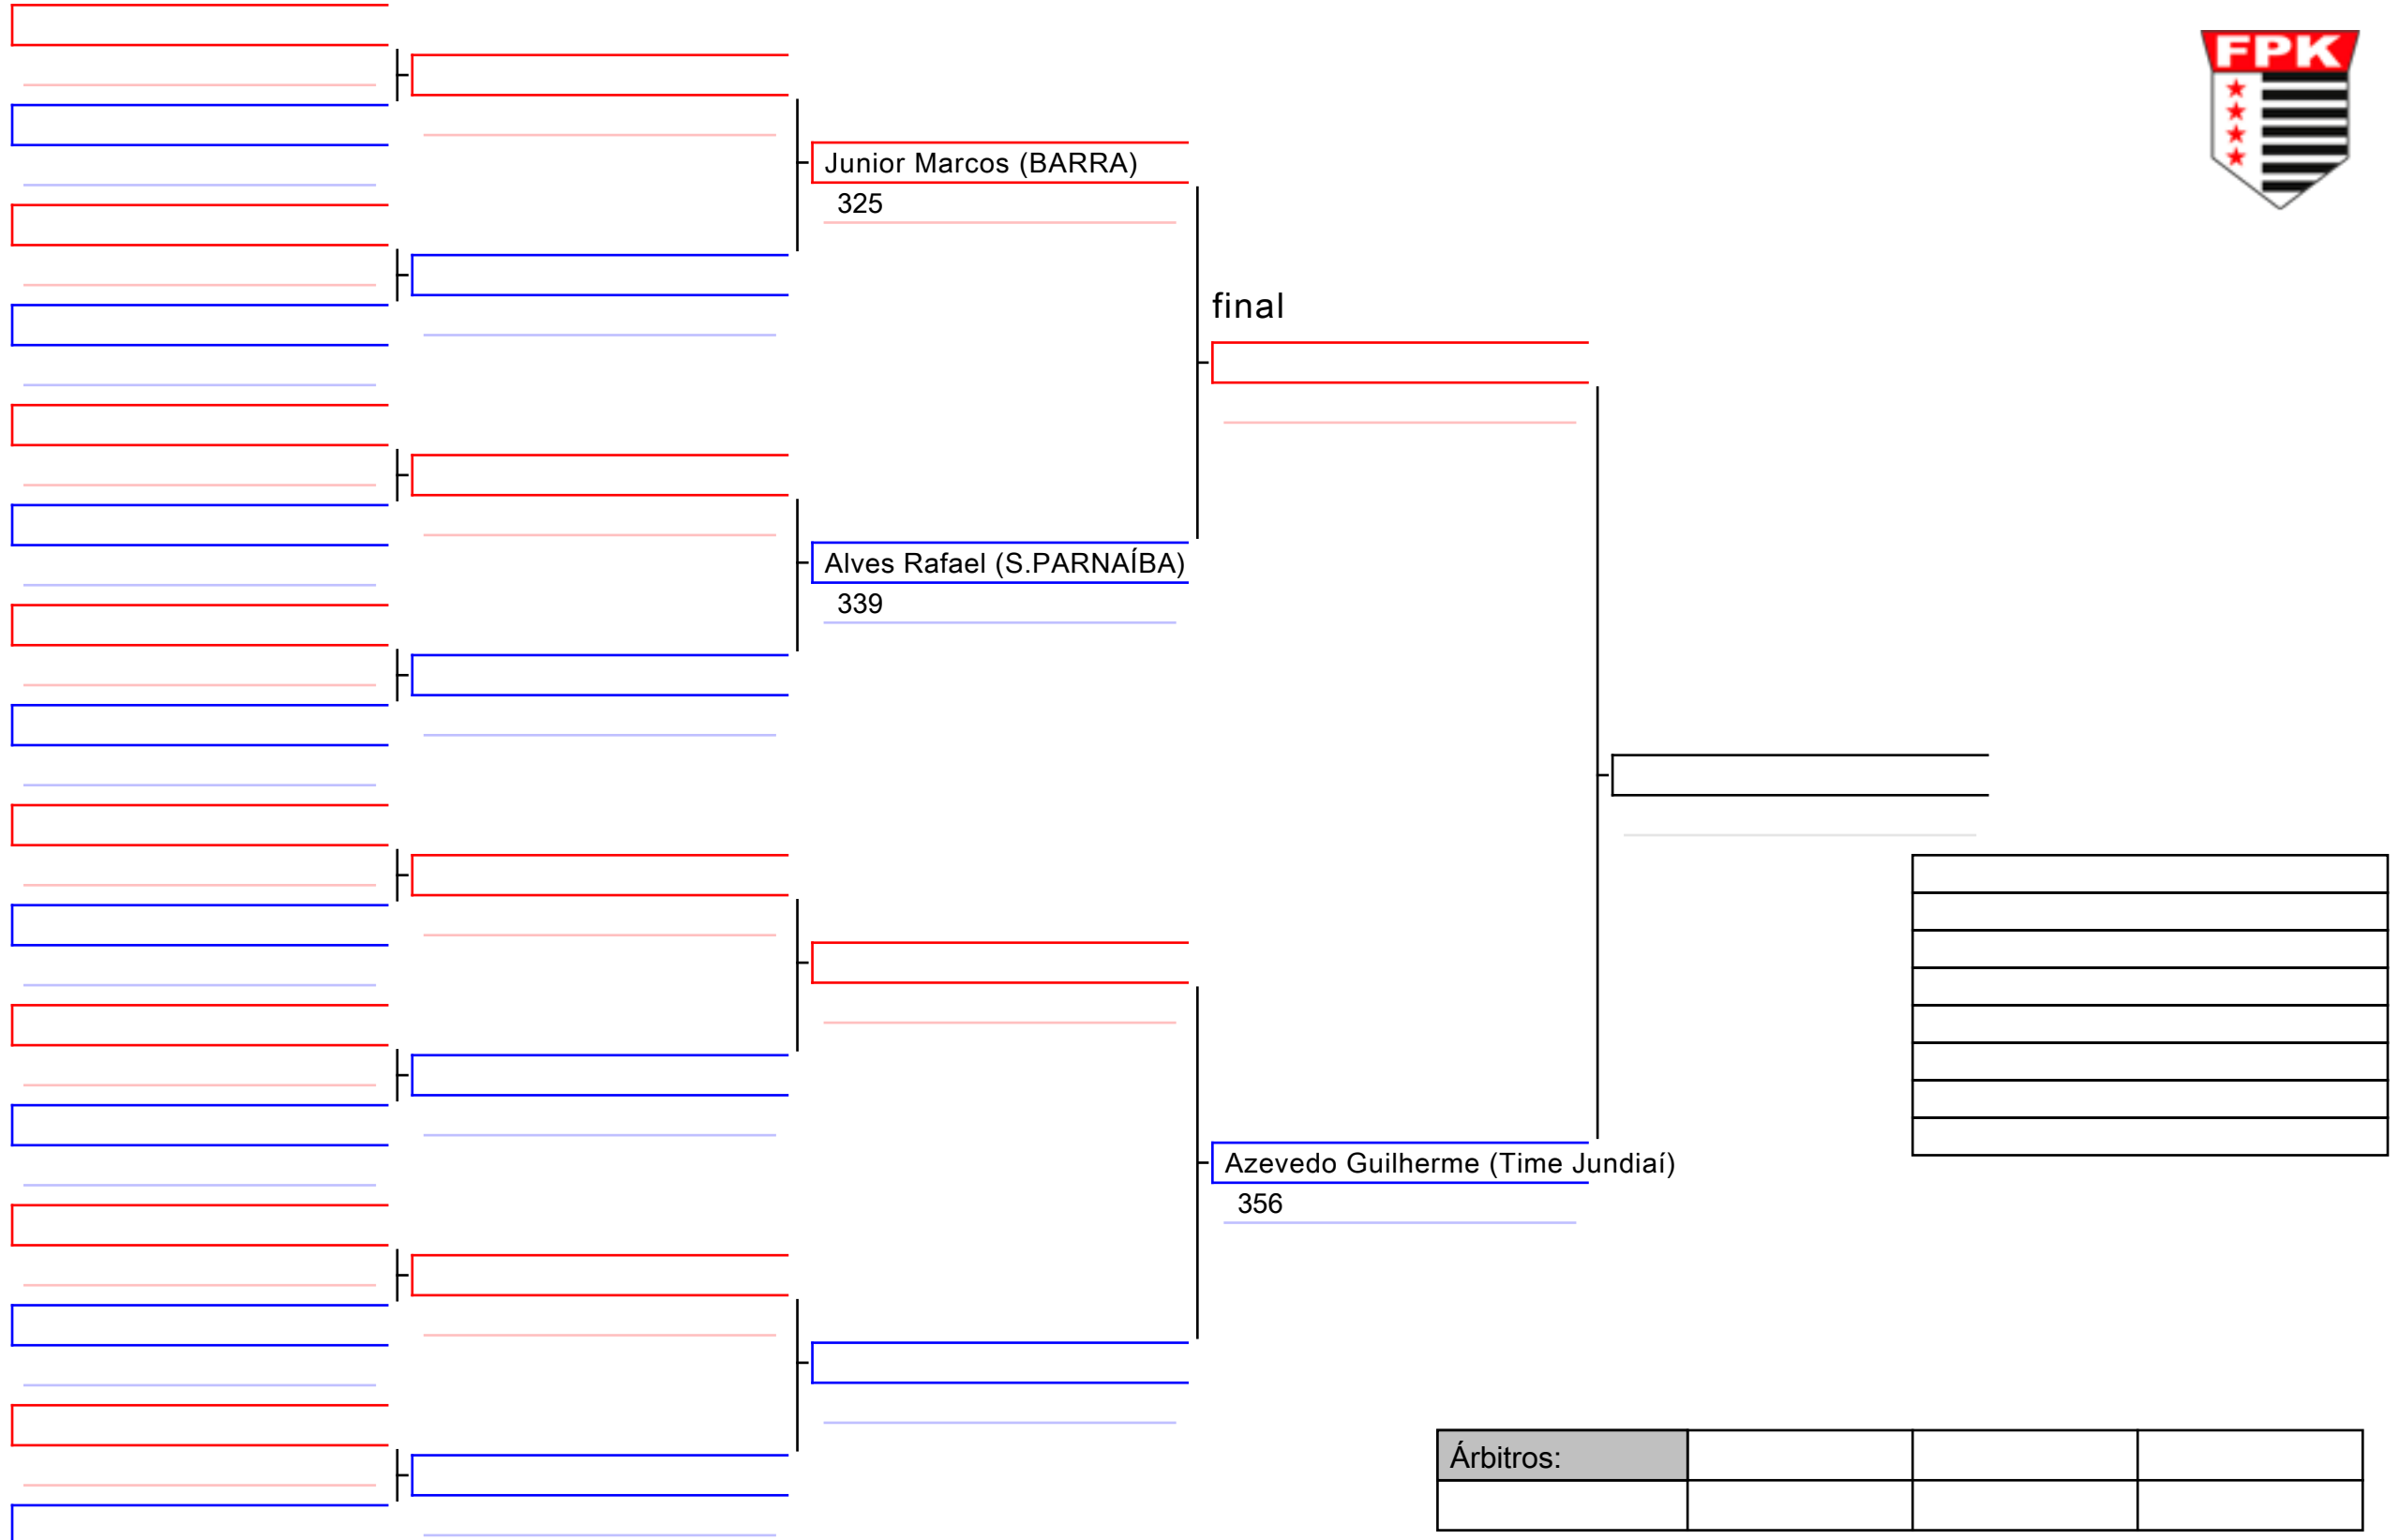 FPK
Junior Marcos (BARRA)
325
final
Alves Rafael (S.PARNAÍBA)
339
Azevedo Guilherme (Time Jundiaí)
356
Árbitros: